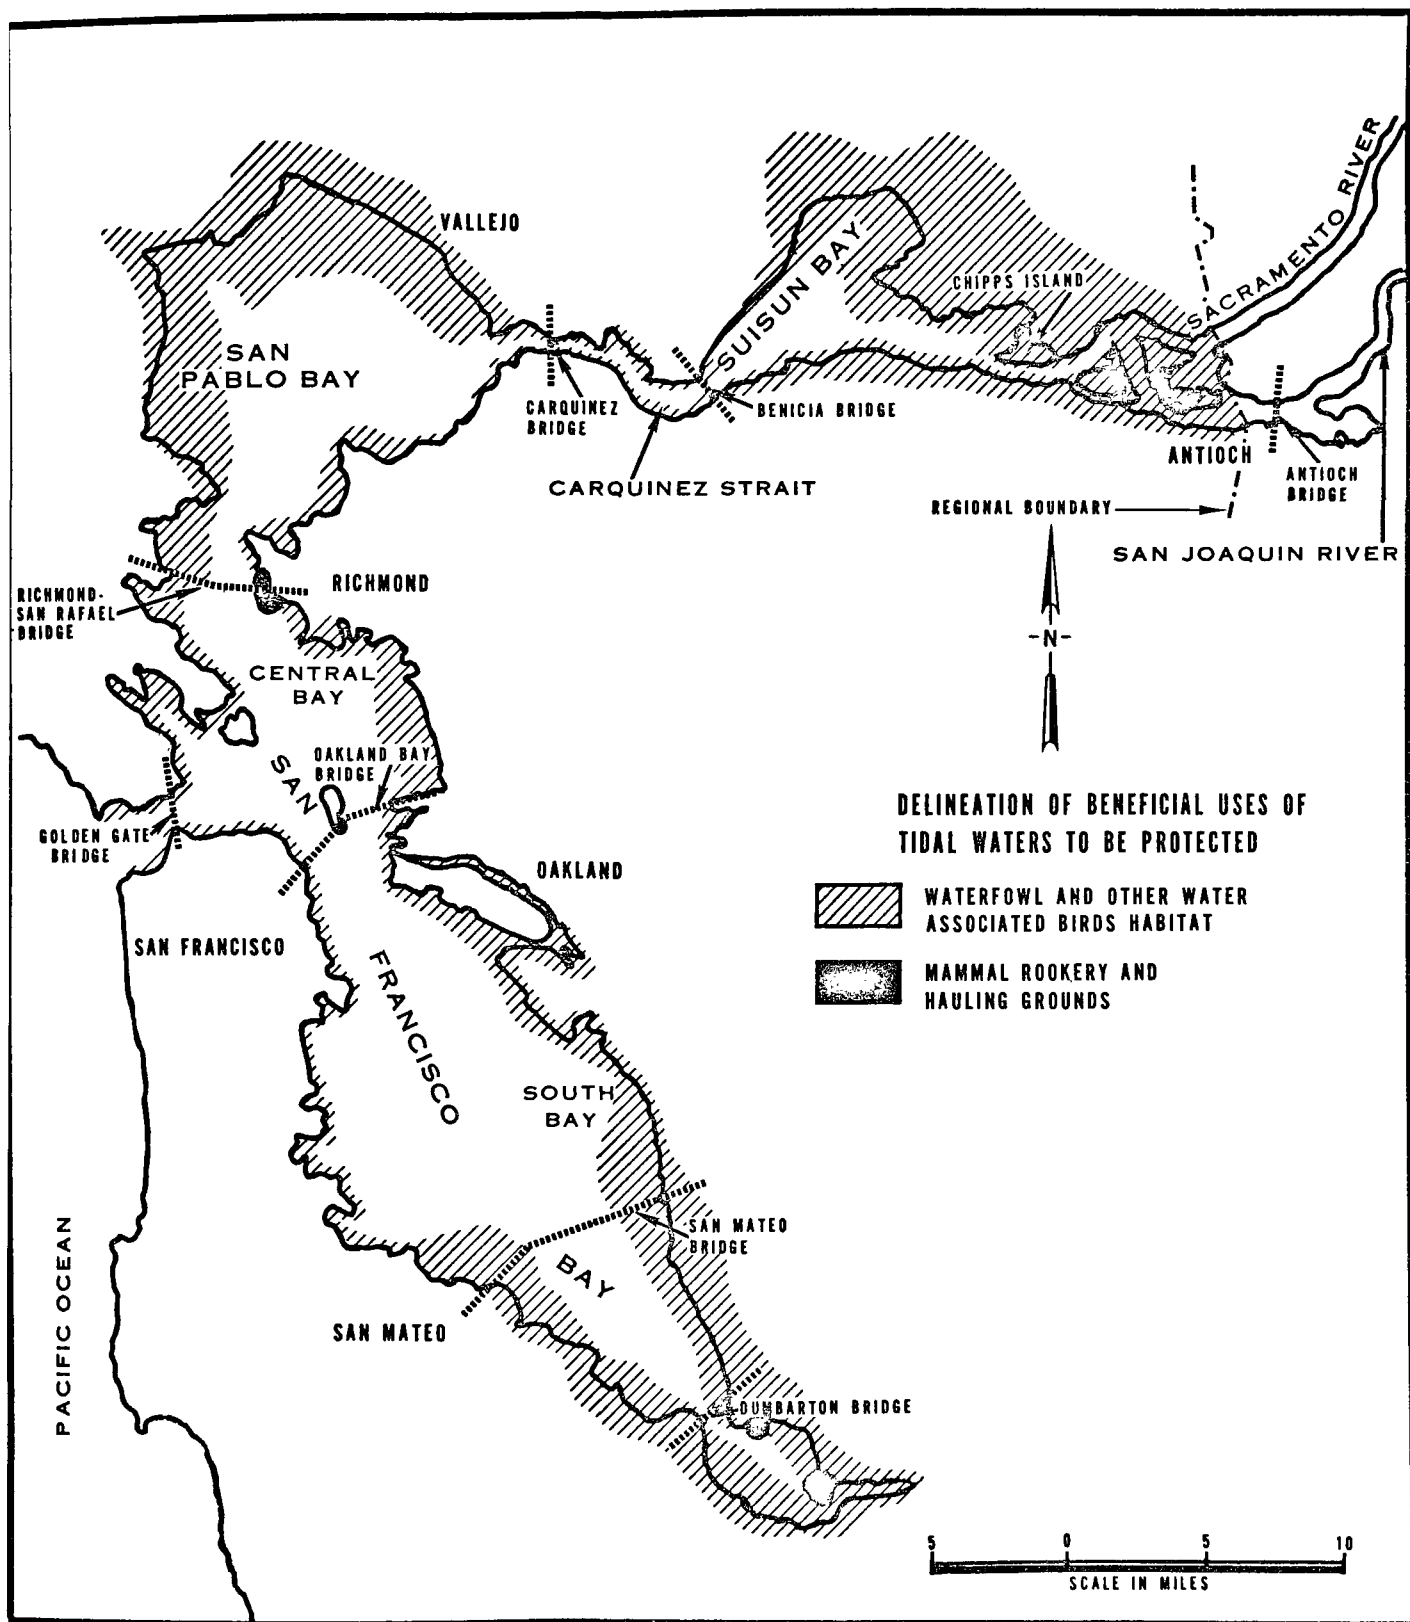 VALLEJO
SACRAMENTO RIVER
SUISUN BAY
CHIPPS ISLAND
SAN
PABLO BAY
CARQUINEZ
BRIDGE
BENICIA BRIDGE
CARQUINEZ STRAIT
ANTIOCH
ANTIOCH
BRIDGE
REGIONAL BOUNDARY
SAN JOAQUIN RIVER
RICHMOND
RICHMOND-
SAN RAFAEL
BRIDGE
-N-
CENTRAL
BAY
OAKLAND BAY
BRIDGE
SAN
FRANCISCO
BAY
GOLDEN GATE
BRIDGE
OAKLAND
SAN FRANCISCO
DELINEATION OF BENEFICIAL USES OF
TIDAL WATERS TO BE PROTECTED
WATERFOWL AND OTHER WATER
ASSOCIATED BIRDS HABITAT
MAMMAL ROOKERY AND
HAULING GROUNDS
SOUTH
BAY
SAN MATEO
BRIDGE
PACIFIC OCEAN
SAN MATEO
DUMBARTON BRIDGE
5 0 5 10
SCALE IN MILES